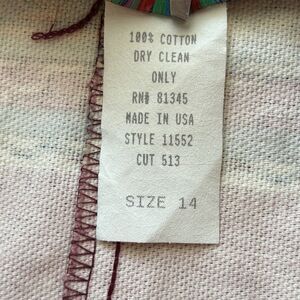 100% COTTON
DRY CLEAN
ONLY
RN# 81345
MADE IN USA
STYLE 11552
CUT 513
SIZE 14